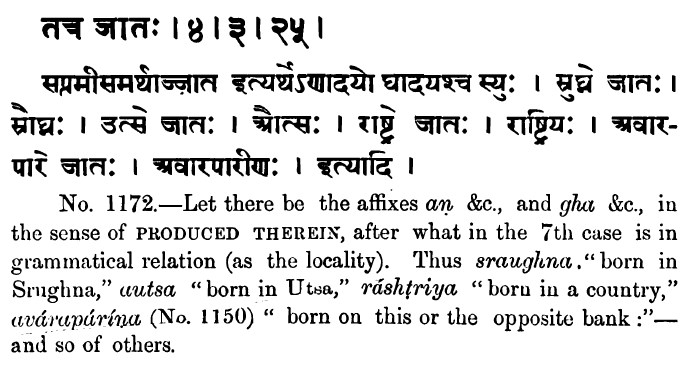 तत्र जातः । ४ । ३ । २५ ।
सप्तमीसमर्थाज्जात इत्यर्थेऽणादयो घादयश्च स्युः । स्रुघ्ने जातः ।
स्रौघ्नः । उत्से जातः । औत्सः । राष्ट्रे जातः । राष्ट्रियः । अवार-
पारे जातः । अवारपारीणः । इत्यादि ।
No. 1172.—Let there be the affixes aṇ &c., and gha &c., in
the sense of PRODUCED THEREIN, after what in the 7th case is in
grammatical relation (as the locality). Thus sraughna, “born in
Srughna,” autsa “born in Utsa,” ráshṭriya “born in a country,”
avárapáríṇa (No. 1150) “ born on this or the opposite bank :”—
and so of others.